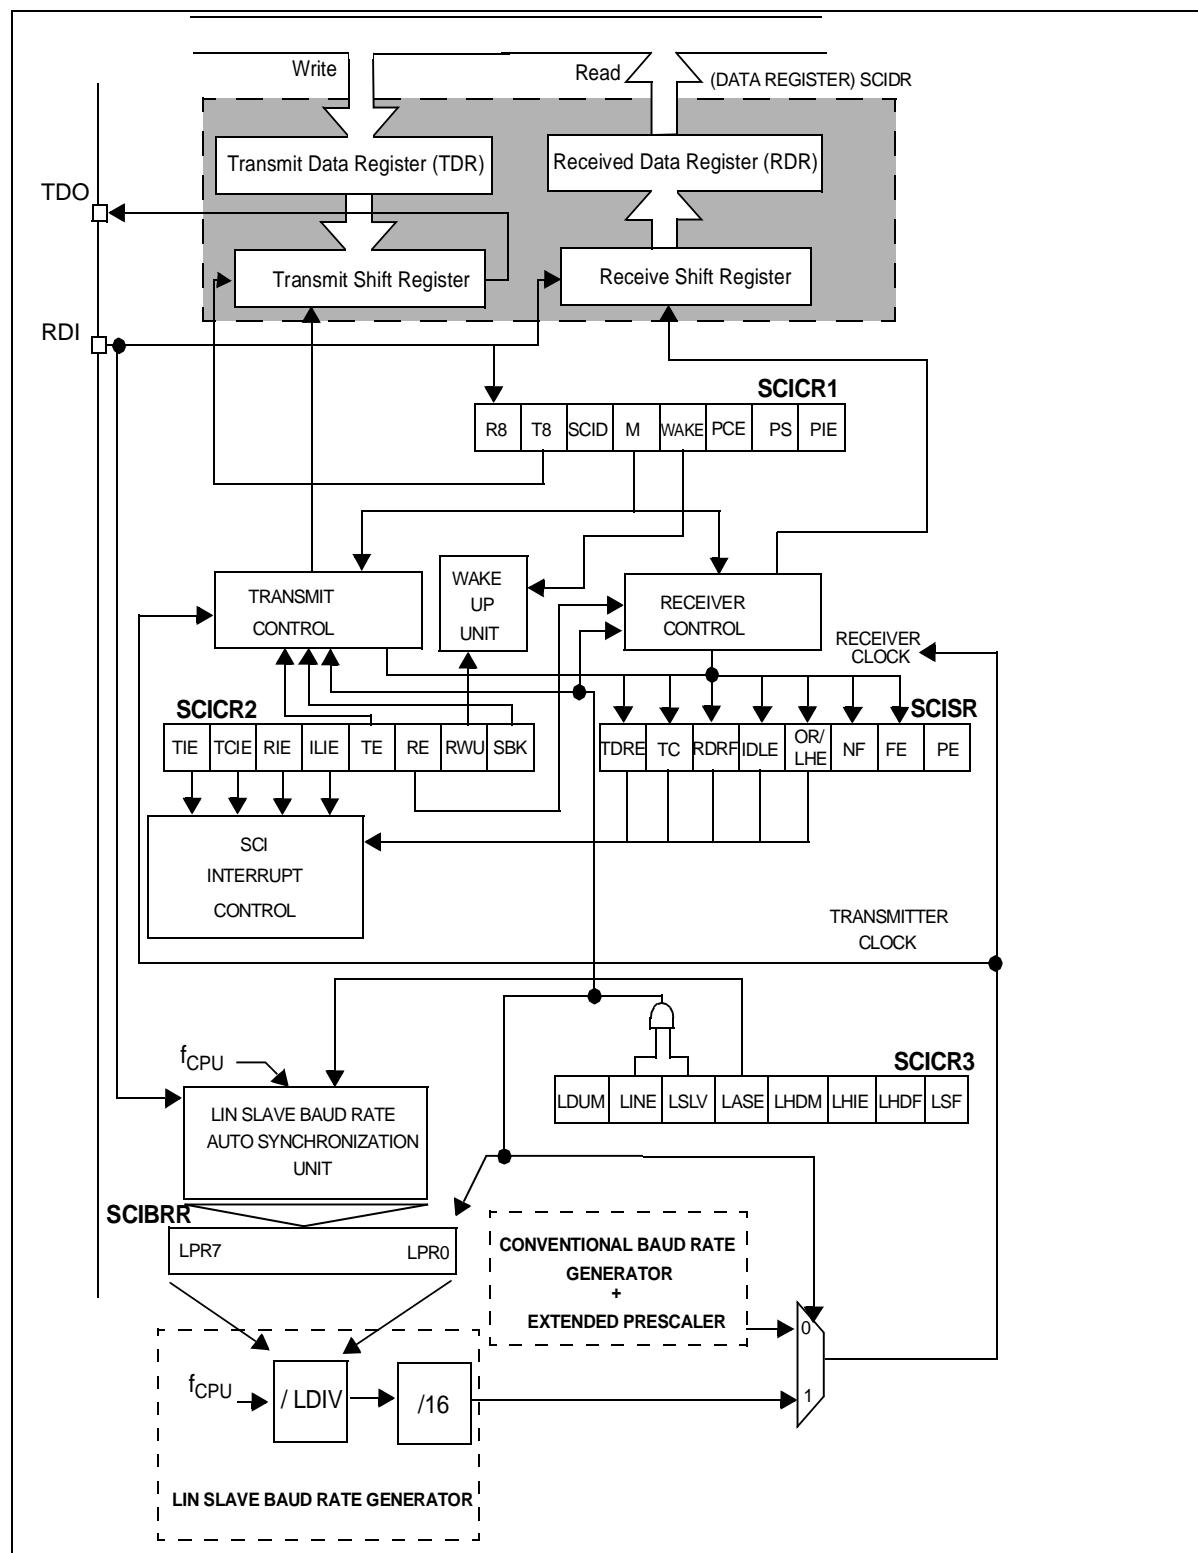 Write
Read
(DATA REGISTER) SCIDR
Transmit Data Register (TDR)
Received Data Register (RDR)
TDO
Transmit Shift Register
Receive Shift Register
RDI
SCICR1
R8 T8 SCID M WAKE PCE PS PIE
TRANSMIT
CONTROL
WAKE
UP
UNIT
RECEIVER
CONTROL
RECEIVER
CLOCK
SCICR2
TIE TCIE RIE ILIE TE RE RWU SBK
SCISR
TDRE TC RDRF IDLE OR/
LHE NF FE PE
SCI
INTERRUPT
CONTROL
TRANSMITTER
CLOCK
fCPU
SCICR3
LDUM LINE LSLV LASE LHDM LHIE LHDF LSF
LIN SLAVE BAUD RATE
AUTO SYNCHRONIZATION
UNIT
SCIBRR
LPR7 LPR0
CONVENTIONAL BAUD RATE
GENERATOR
+
EXTENDED PRESCALER
0
1
fCPU
/ LDIV
/16
LIN SLAVE BAUD RATE GENERATOR